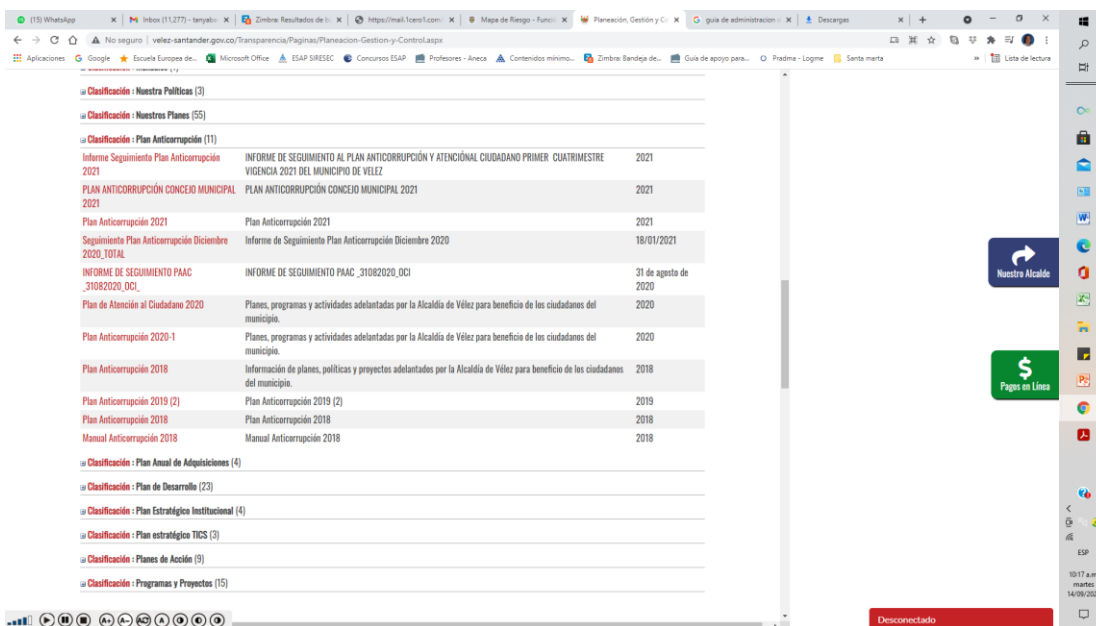 (15) WhatsApp
Inbox (11,277) - tanyabe
Zimbra: Resultados de b
https://mail.1cero1.com/
Mapa de Riesgo - Funci
Planeación, Gestión y C
guia de administracion
Descargas
No seguro | velez-santander.gov.co/Transparencia/Paginas/Planeacion-Gestion-y-Control.aspx
Aplicaciones
Google
Escuela Europea de...
Microsoft Office
ESAP SIRESEC
Concursos ESAP
Profesores - Aneca
Contenidos mínimo...
Zimbra: Bandeja de...
Guía de apoyo para...
Pradma - Logme
Santa marta
»
Lista de lectura
Clasificación : Nuestra Políticas (3)
Clasificación : Nuestros Planes (55)
Clasificación : Plan Anticorrupción (11)
Informe Seguimiento Plan Anticorrupción 2021
INFORME DE SEGUIMIENTO AL PLAN ANTICORRUPCIÓN Y ATENCIÓNAL CIUDADANO PRIMER CUATRIMESTRE
VIGENCIA 2021 DEL MUNICIPIO DE VELEZ
2021
PLAN ANTICORRUPCIÓN CONCEJO MUNICIPAL
2021
PLAN ANTICORRUPCIÓN CONCEJO MUNICIPAL 2021
2021
Plan Anticorrupción 2021
Plan Anticorrupción 2021
2021
Seguimiento Plan Anticorrupción Diciembre
2020_TOTAL
Informe de Seguimiento Plan Anticorrupción Diciembre 2020
18/01/2021
INFORME DE SEGUIMIENTO PAAC
_31082020_OCI_
INFORME DE SEGUIMIENTO PAAC _31082020_OCI
31 de agosto de
2020
Plan de Atención al Ciudadano 2020
Planes, programas y actividades adelantadas por la Alcaldía de Vélez para beneficio de los ciudadanos del
municipio.
2020
Plan Anticorrupción 2020-1
Planes, programas y actividades adelantadas por la Alcaldía de Vélez para beneficio de los ciudadanos del
municipio.
2020
Plan Anticorrupción 2018
Información de planes, políticas y proyectos adelantados por la Alcaldía de Vélez para beneficio de los ciudadanos
del municipio.
2018
Plan Anticorrupción 2019 (2)
Plan Anticorrupción 2019 (2)
2019
Plan Anticorrupción 2018
Plan Anticorrupción 2018
2018
Manual Anticorrupción 2018
Manual Anticorrupción 2018
2018
Clasificación : Plan Anual de Adquisiciones (4)
Clasificación : Plan de Desarrollo (23)
Clasificación : Plan Estratégico Institucional (4)
Clasificación : Plan estratégico TICS (3)
Clasificación : Planes de Acción (9)
Clasificación : Programas y Proyectos (15)
Nuestro Alcalde
$
Pagos en Línea
Desconectado
A+ A-
ESP
10:17 a.m
martes
14/09/202